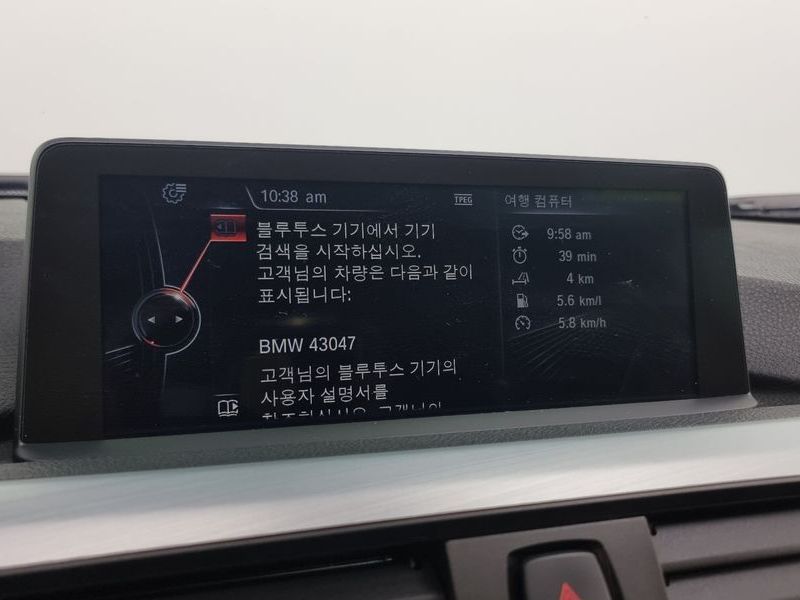 10:38 am
TPEG
블루투스 기기에서 기기
검색을 시작하십시오.
고객님의 차량은 다음과 같이
표시됩니다:
BMW 43047
고객님의 블루투스 기기의
사용자 설명서를
여행 컴퓨터
9:58 am
39 min
4 km
5.6 km/l
5.8 km/h